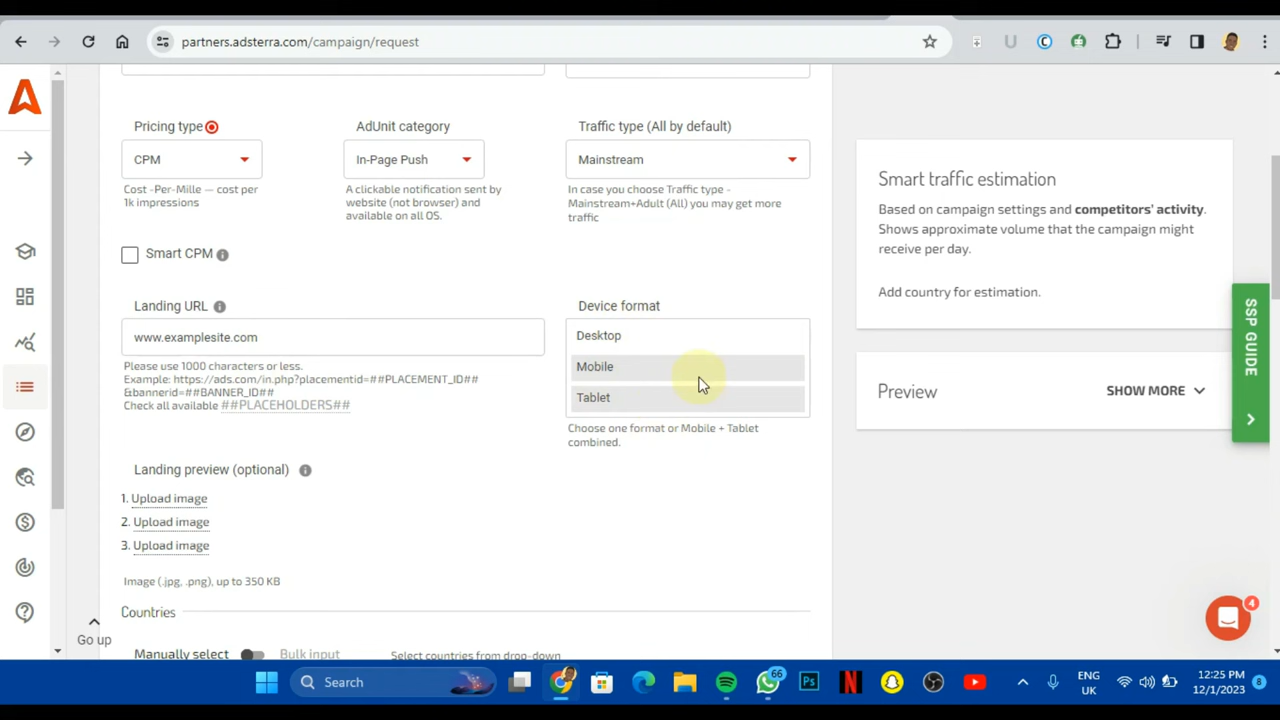 partners.adsterra.com/campaign/request
Pricing type
AdUnit category
Traffic type (All by default)
CPM
In-Page Push
Mainstream
Cost -Per-Mille — cost per
1k impressions
A clickable notification sent by
website (not browser) and
available on all OS.
In case you choose Traffic type -
Mainstream+Adult (All) you may get more
traffic
Smart CPM
Landing URL
www.examplesite.com
Please use 1000 characters or less.
Example: https://ads.com/in.php?placementid=##PLACEMENT_ID##
&bannerid=##BANNER_ID##
Check all available ##PLACEHOLDERS##
Device format
Desktop
Mobile
Tablet
Choose one format or Mobile + Tablet
combined.
Landing preview (optional)
1. Upload image
2. Upload image
3. Upload image
Image (.jpg, .png), up to 350 KB
Countries
Go up
Manually select
Bulk input
Select countries from drop-down
Smart traffic estimation
Based on campaign settings and competitors' activity.
Shows approximate volume that the campaign might
receive per day.
Add country for estimation.
Preview
SHOW MORE
SSP GUIDE
4
Search
66
Ps
ENG
UK
12:25 PM
12/1/2023
8